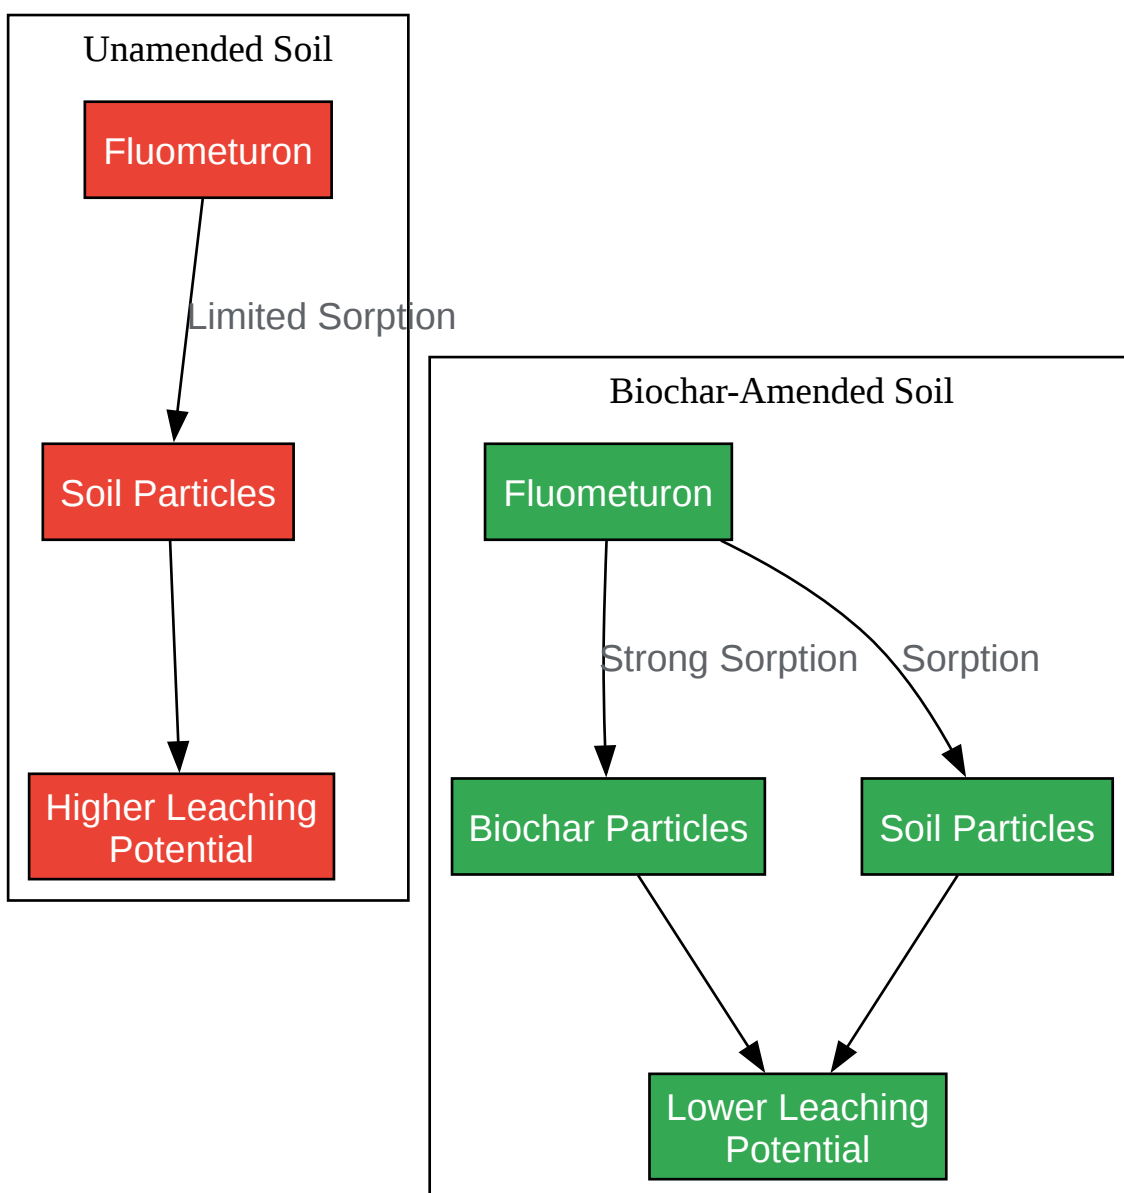 Unamended Soil
Fluometuron
Limited Sorption
Soil Particles
Higher Leaching
Potential
Biochar-Amended Soil
Fluometuron
Strong Sorption
Sorption
Biochar Particles
Soil Particles
Lower Leaching
Potential